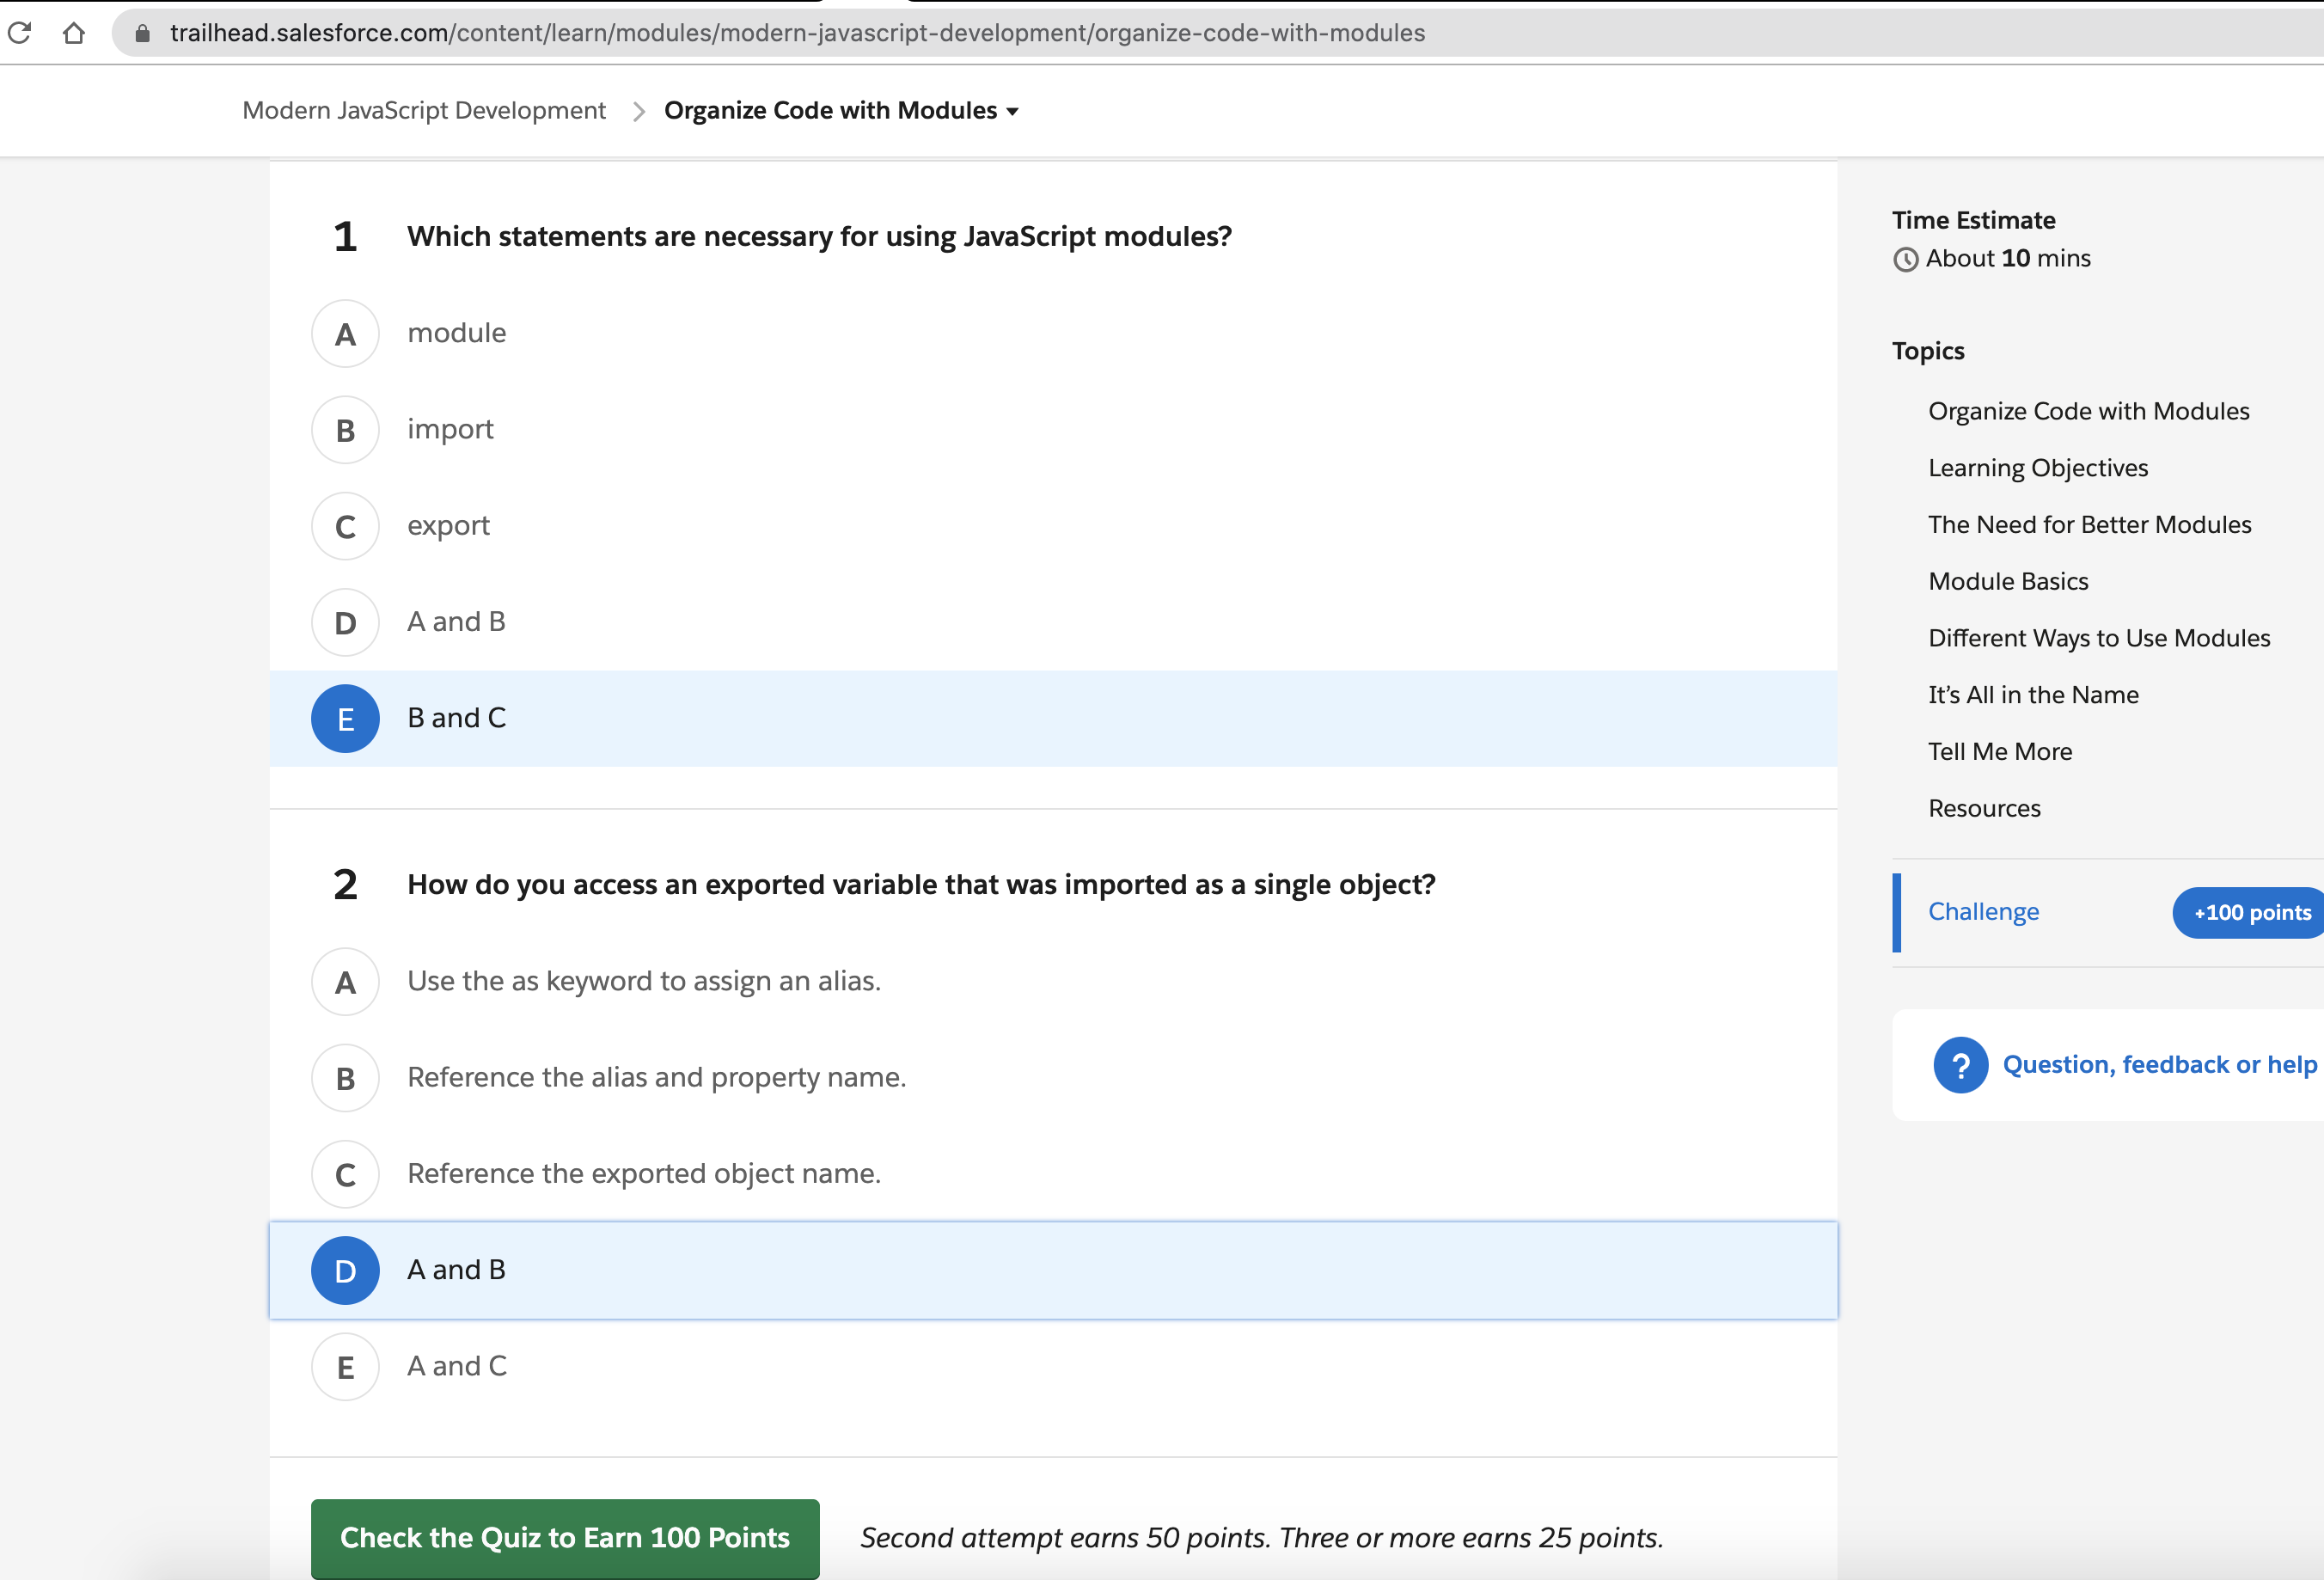 trailhead.salesforce.com/content/learn/modules/modern-javascript-development/organize-code-with-modules
Modern JavaScript Development > Organize Code with Modules
1 Which statements are necessary for using JavaScript modules?
A module
B import
C export
D A and B
E B and C
2 How do you access an exported variable that was imported as a single object?
A Use the as keyword to assign an alias.
B Reference the alias and property name.
C Reference the exported object name.
D A and B
E A and C
Check the Quiz to Earn 100 Points Second attempt earns 50 points. Three or more earns 25 points.
Time Estimate
About 10 mins
Topics
Organize Code with Modules
Learning Objectives
The Need for Better Modules
Module Basics
Different Ways to Use Modules
It’s All in the Name
Tell Me More
Resources
Challenge +100 points
? Question, feedback or help